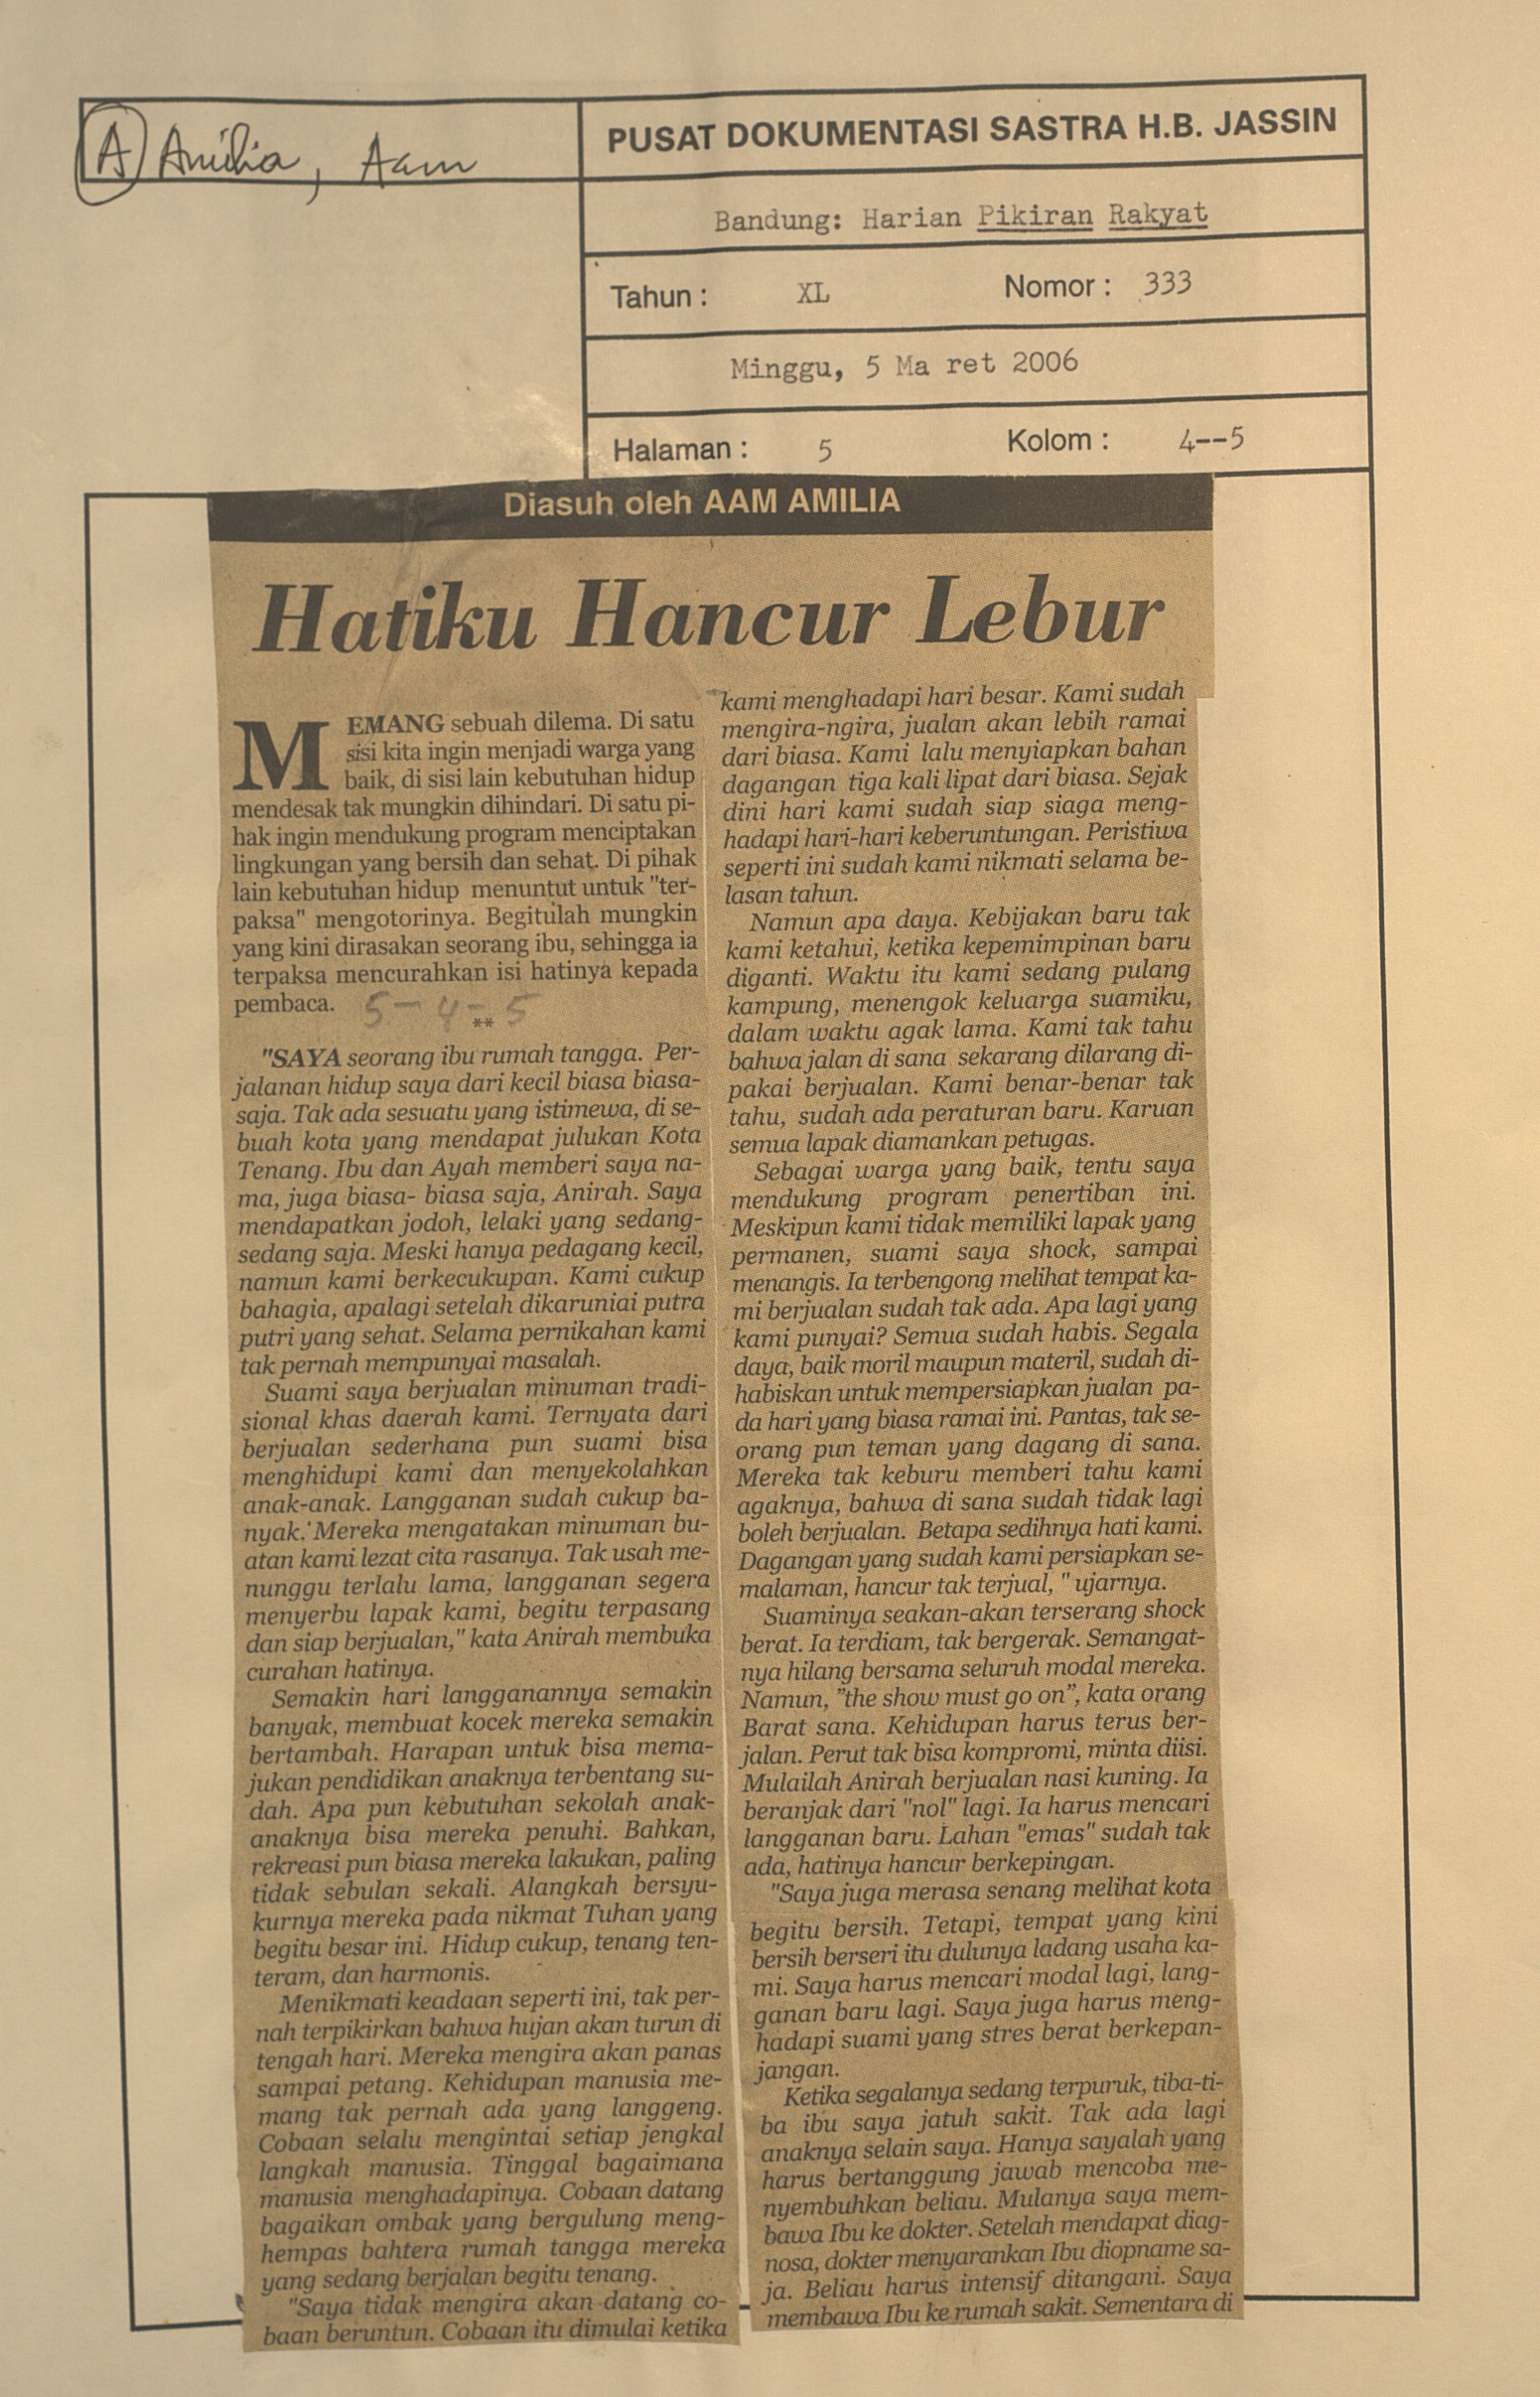 A Amilia, Aam
PUSAT DOKUMENTASI SASTRA H.B. JASSIN
Bandung: Harian Pikiran Rakyat
Tahun : XL Nomor : 333
Minggu, 5 Ma ret 2006
Halaman : 5 Kolom : 4--5
Diasuh oleh AAM AMILIA
Hatiku Hancur Lebur
MEMANG sebuah dilema. Di satu
sisi kita ingin menjadi warga yang
baik, di sisi lain kebutuhan hidup
mendesak tak mungkin dihindari. Di satu pi-
hak ingin mendukung program menciptakan
lingkungan yang bersih dan sehat. Di pihak
lain kebutuhan hidup menuntut untuk "ter-
paksa" mengotorinya. Begitulah mungkin
yang kini dirasakan seorang ibu, sehingga ia
terpaksa mencurahkan isi hatinya kepada
pembaca.
5-4-5
**
"SAYA seorang ibu rumah tangga. Per-
jalanan hidup saya dari kecil biasa biasa-
saja. Tak ada sesuatu yang istimewa, di se-
buah kota yang mendapat julukan Kota
Tenang. Ibu dan Ayah memberi saya na-
ma, juga biasa- biasa saja, Anirah. Saya
mendapatkan jodoh, lelaki yang sedang-
sedang saja. Meski hanya pedagang kecil,
namun kami berkecukupan. Kami cukup
bahagia, apalagi setelah dikaruniai putra
putri yang sehat. Selama pernikahan kami
tak pernah mempunyai masalah.
Suami saya berjualan minuman tradi-
sional khas daerah kami. Ternyata dari
berjualan sederhana pun suami bisa
menghidupi kami dan menyekolahkan
anak-anak. Langganan sudah cukup ba-
nyak. Mereka mengatakan minuman bu-
atan kami lezat cita rasanya. Tak usah me-
nunggu terlalu lama, langganan segera
menyerbu lapak kami, begitu terpasang
dan siap berjualan," kata Anirah membuka
curahan hatinya.
Semakin hari langganannya semakin
banyak, membuat kocek mereka semakin
bertambah. Harapan untuk bisa mema-
jukan pendidikan anaknya terbentang su-
dah. Apa pun kebutuhan sekolah anak-
anaknya bisa mereka penuhi. Bahkan,
rekreasi pun biasa mereka lakukan, paling
tidak sebulan sekali. Alangkah bersyu-
kurnya mereka pada nikmat Tuhan yang
begitu besar ini. Hidup cukup, tenang ten-
teram, dan harmonis.
Menikmati keadaan seperti ini, tak per-
nah terpikirkan bahwa hujan akan turun di
tengah hari. Mereka mengira akan panas
sampai petang. Kehidupan manusia me-
mang tak pernah ada yang langgeng.
Cobaan selalu mengintai setiap jengkal
langkah manusia. Tinggal bagaimana
manusia menghadapinya. Cobaan datang
bagaikan ombak yang bergulung meng-
hempas bahtera rumah tangga mereka
yang sedang berjalan begitu tenang.
"Saya tidak mengira akan datang co-
baan beruntun. Cobaan itu dimulai ketika
kami menghadapi hari besar. Kami sudah
mengira-ngira, jualan akan lebih ramai
dari biasa. Kami lalu menyiapkan bahan
dagangan tiga kali lipat dari biasa. Sejak
dini hari kami sudah siap siaga meng-
hadapi hari-hari keberuntungan. Peristiwa
seperti ini sudah kami nikmati selama be-
lasan tahun.
Namun apa daya. Kebijakan baru tak
kami ketahui, ketika kepemimpinan baru
diganti. Waktu itu kami sedang pulang
kampung, menengok keluarga suamiku,
dalam waktu agak lama. Kami tak tahu
bahwa jalan di sana sekarang dilarang di-
pakai berjualan. Kami benar-benar tak
tahu, sudah ada peraturan baru. Karuan
semua lapak diamankan petugas.
Sebagai warga yang baik, tentu saya
mendukung program penertiban ini.
Meskipun kami tidak memiliki lapak yang
permanen, suami saya shock, sampai
menangis. Ia terbengong melihat tempat ka-
mi berjualan sudah tak ada. Apa lagi yang
kami punyai? Semua sudah habis. Segala
daya, baik moril maupun materil, sudah di-
habiskan untuk mempersiapkan jualan pa-
da hari yang biasa ramai ini. Pantas, tak se-
orang pun teman yang dagang di sana.
Mereka tak keburu memberi tahu kami
agaknya, bahwa di sana sudah tidak lagi
boleh berjualan. Betapa sedihnya hati kami.
Dagangan yang sudah kami persiapkan se-
malaman, hancur tak terjual, " ujarnya.
Suaminya seakan-akan terserang shock
berat. Ia terdiam, tak bergerak. Semangat-
nya hilang bersama seluruh modal mereka.
Namun, "the show must go on", kata orang
Barat sana. Kehidupan harus terus ber-
jalan. Perut tak bisa kompromi, minta diisi.
Mulailah Anirah berjualan nasi kuning. Ia
beranjak dari "nol" lagi. Ia harus mencari
langganan baru. Lahan "emas" sudah tak
ada, hatinya hancur berkepingan.
"Saya juga merasa senang melihat kota
begitu bersih. Tetapi, tempat yang kini
bersih berseri itu dulunya ladang usaha ka-
mi. Saya harus mencari modal lagi, lang-
ganan baru lagi. Saya juga harus meng-
hadapi suami yang stres berat berkepan-
jangan.
Ketika segalanya sedang terpuruk, tiba-ti-
ba ibu saya jatuh sakit. Tak ada lagi
anaknya selain saya. Hanya sayalah yang
harus bertanggung jawab mencoba me-
nyembuhkan beliau. Mulanya saya mem-
bawa Ibu ke dokter. Setelah mendapat diag-
nosa, dokter menyarankan Ibu diopname sa-
ja. Beliau harus intensif ditangani. Saya
membawa Ibu ke rumah sakit. Sementara di